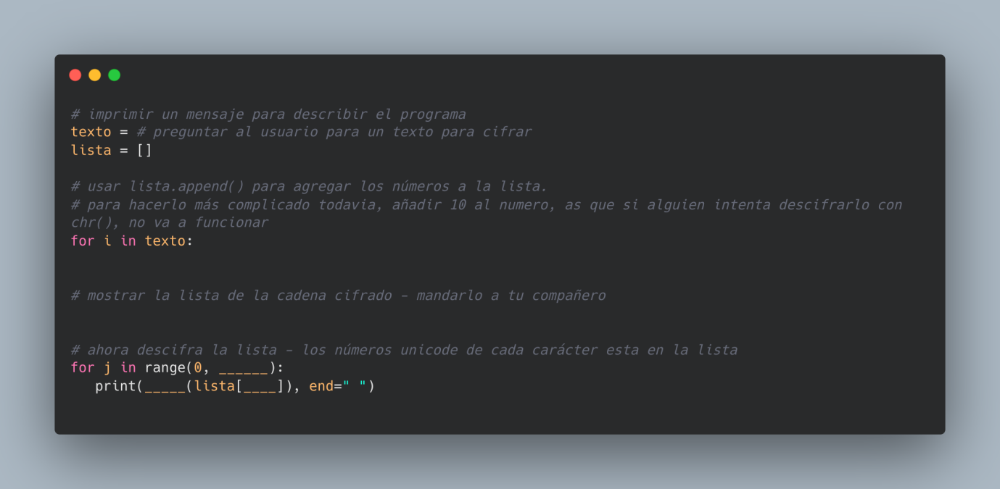 # imprimir un mensaje para describir el programa
texto = # preguntar al usuario para un texto para cifrar
lista = []
# usar lista.append() para agregar los números a la lista.
# para hacerlo más complicado todavia, añadir 10 al numero, as que si alguien intenta descifrarlo con
chr(), no va a funcionar
for i in texto:
# mostrar la lista de la cadena cifrado – mandarlo a tu compañero
# ahora descifra la lista – los números unicode de cada carácter esta en la lista
for j in range(0, ______):
   print(_____(lista[____]), end=" ")